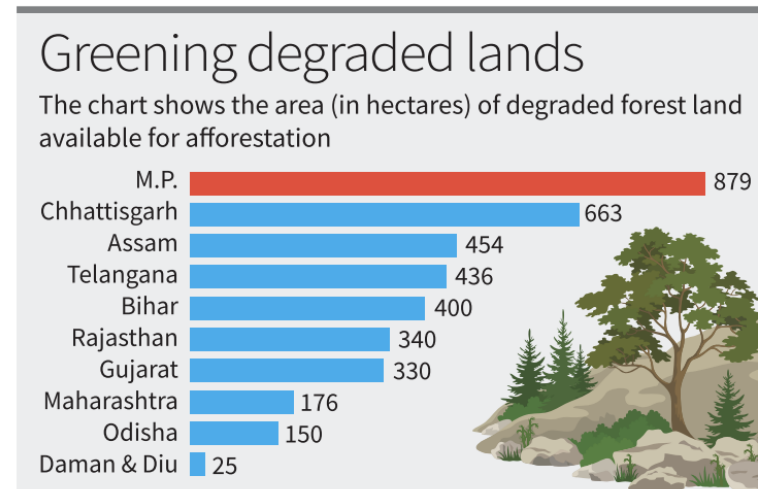 Greening degraded lands
The chart shows the area (in hectares) of degraded forest land
available for afforestation
M.P. 879
Chhattisgarh 663
Assam 454
Telangana 436
Bihar 400
Rajasthan 340
Gujarat 330
Maharashtra 176
Odisha 150
Daman & Diu 25